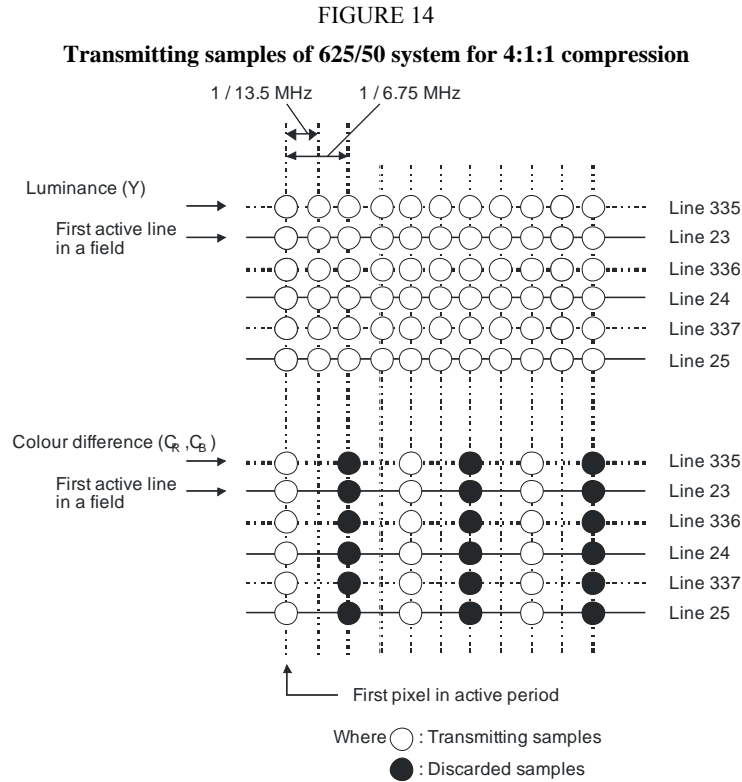 FIGURE 14
Transmitting samples of 625/50 system for 4:1:1 compression
1 / 13.5 MHz
1 / 6.75 MHz
Luminance (Y)
Line 335
First active line
in a field
Line 23
Line 336
Line 24
Line 337
Line 25
Colour difference (CR ,CB )
Line 335
First active line
in a field
Line 23
Line 336
Line 24
Line 337
Line 25
First pixel in active period
Where : Transmitting samples
: Discarded samples